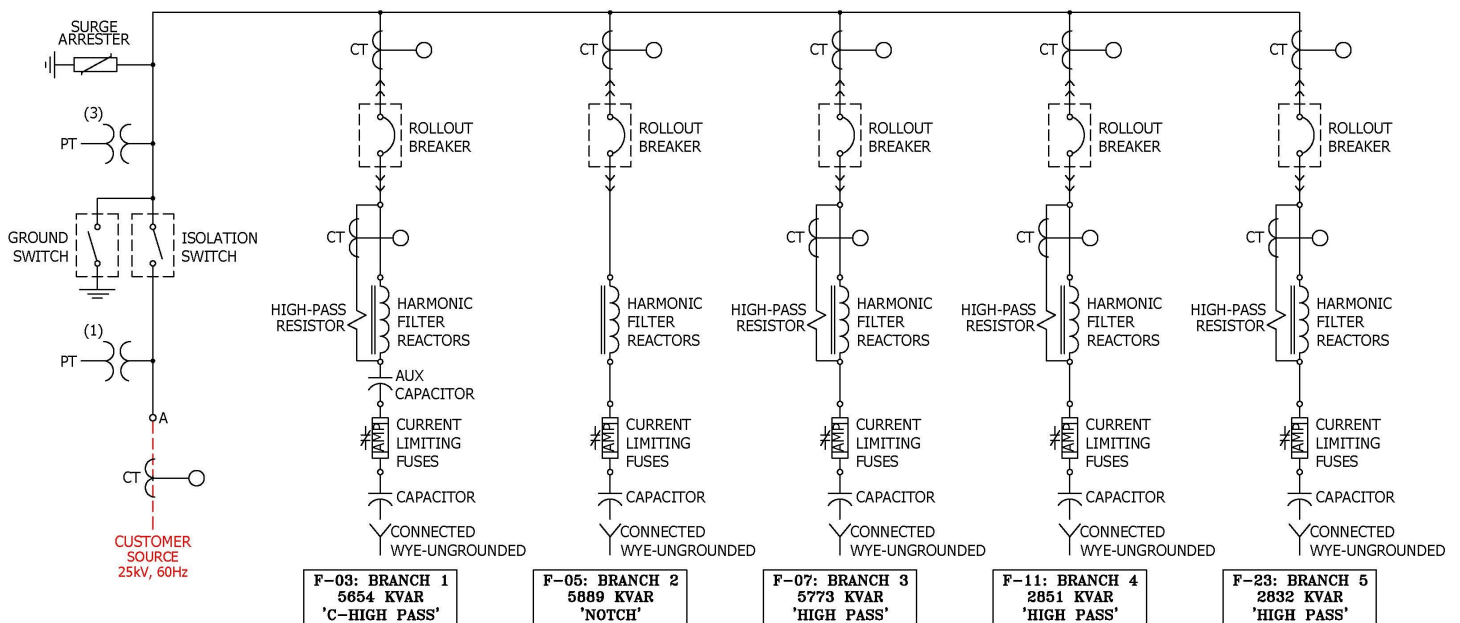 SURGE
ARRESTER
(3)
PT
GROUND
SWITCH
ISOLATION
SWITCH
(1)
PT
A
CT
CUSTOMER
SOURCE
25kV, 60Hz
CT
ROLLOUT
BREAKER
CT
HIGH-PASS
RESISTOR
HARMONIC
FILTER
REACTORS
AUX
CAPACITOR
AMP
CURRENT
LIMITING
FUSES
CAPACITOR
CONNECTED
WYE-UNGROUNDED
F-03: BRANCH 1
5654 KVAR
'C-HIGH PASS'
CT
ROLLOUT
BREAKER
HARMONIC
FILTER
REACTORS
AMP
CURRENT
LIMITING
FUSES
CAPACITOR
CONNECTED
WYE-UNGROUNDED
F-05: BRANCH 2
5889 KVAR
'NOTCH'
CT
ROLLOUT
BREAKER
CT
HIGH-PASS
RESISTOR
HARMONIC
FILTER
REACTORS
AMP
CURRENT
LIMITING
FUSES
CAPACITOR
CONNECTED
WYE-UNGROUNDED
F-07: BRANCH 3
5773 KVAR
'HIGH PASS'
CT
ROLLOUT
BREAKER
CT
HIGH-PASS
RESISTOR
HARMONIC
FILTER
REACTORS
AMP
CURRENT
LIMITING
FUSES
CAPACITOR
CONNECTED
WYE-UNGROUNDED
F-11: BRANCH 4
2851 KVAR
'HIGH PASS'
CT
ROLLOUT
BREAKER
CT
HIGH-PASS
RESISTOR
HARMONIC
FILTER
REACTORS
AMP
CURRENT
LIMITING
FUSES
CAPACITOR
CONNECTED
WYE-UNGROUNDED
F-23: BRANCH 5
2832 KVAR
'HIGH PASS'